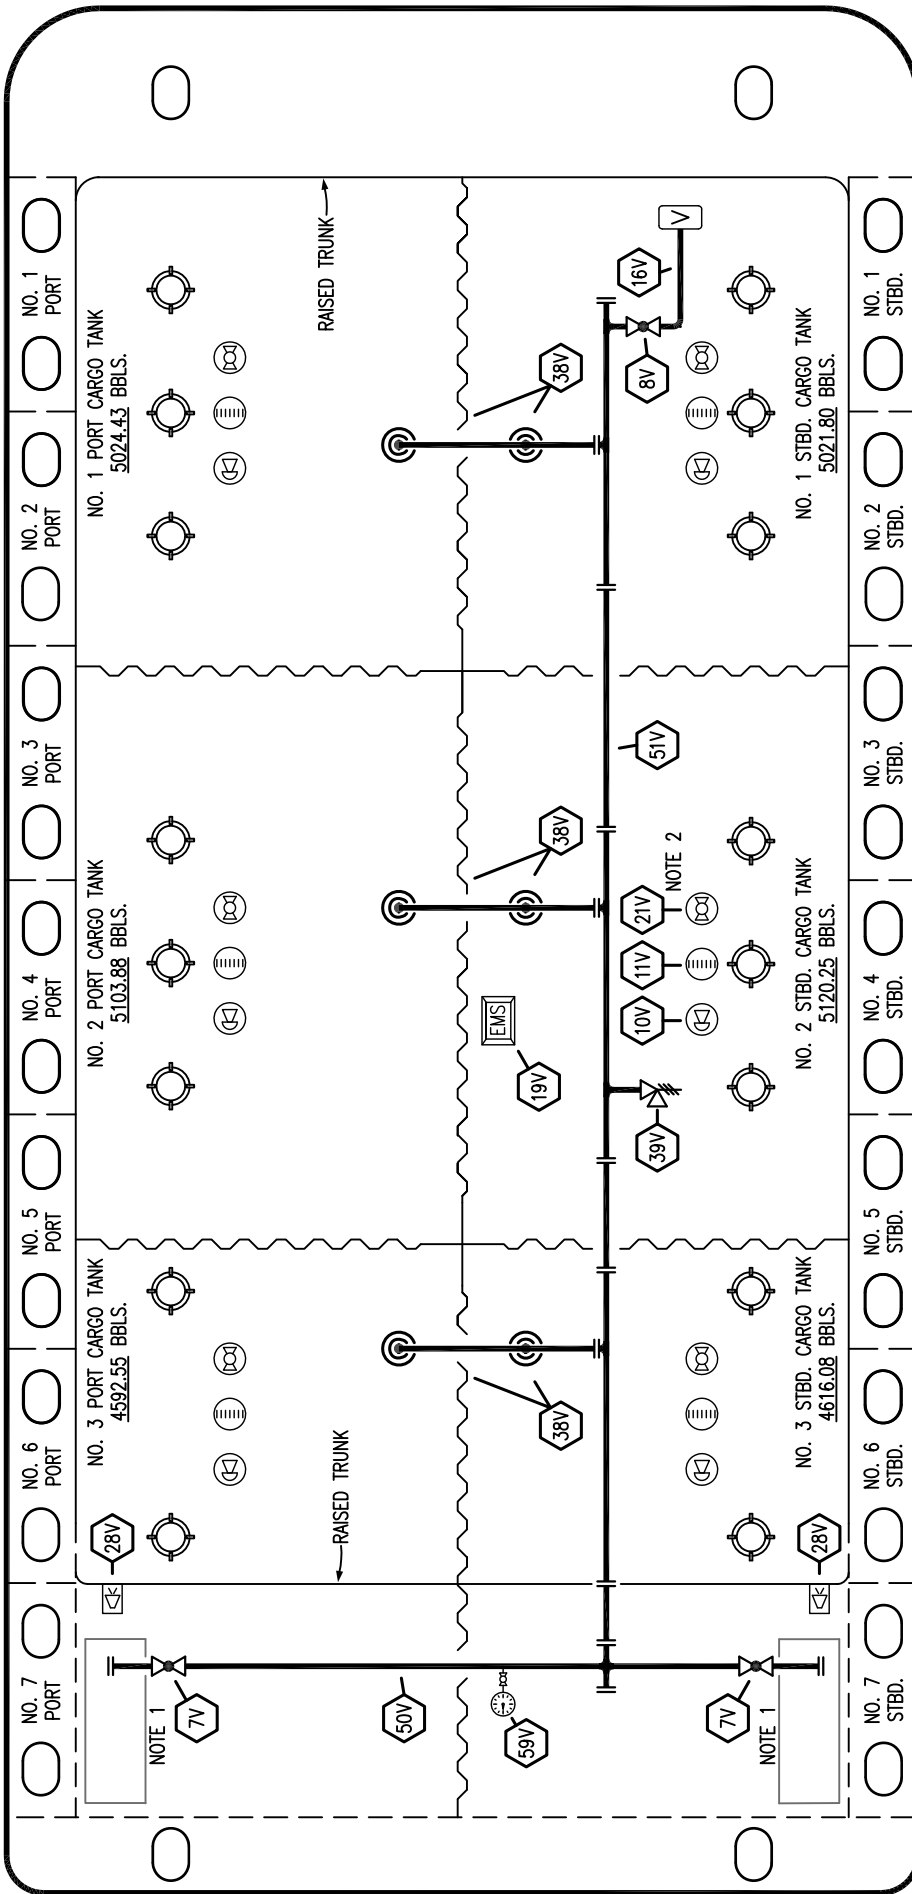 NO. 1
PORT
NO. 2
PORT
NO. 3
PORT
NO. 4
PORT
NO. 5
PORT
NO. 6
PORT
NO. 7
PORT
RAISED TRUNK
NO. 1 PORT CARGO TANK
5024.43 BBLS.
38V
NO. 2 PORT CARGO TANK
5103.88 BBLS.
38V
NO. 3 PORT CARGO TANK
4592.55 BBLS.
38V
RAISED TRUNK
28V
V
16V
8V
NO. 1 STBD. CARGO TANK
5021.80 BBLS.
51V
NOTE 2
21V
11V
10V
EMS
19V
39V
NO. 2 STBD. CARGO TANK
5120.25 BBLS.
NO. 3 STBD. CARGO TANK
4616.08 BBLS.
28V
NOTE 1
7V
50V
59V
7V
NOTE 1
NO. 1
STBD.
NO. 2
STBD.
NO. 3
STBD.
NO. 4
STBD.
NO. 5
STBD.
NO. 6
STBD.
NO. 7
STBD.